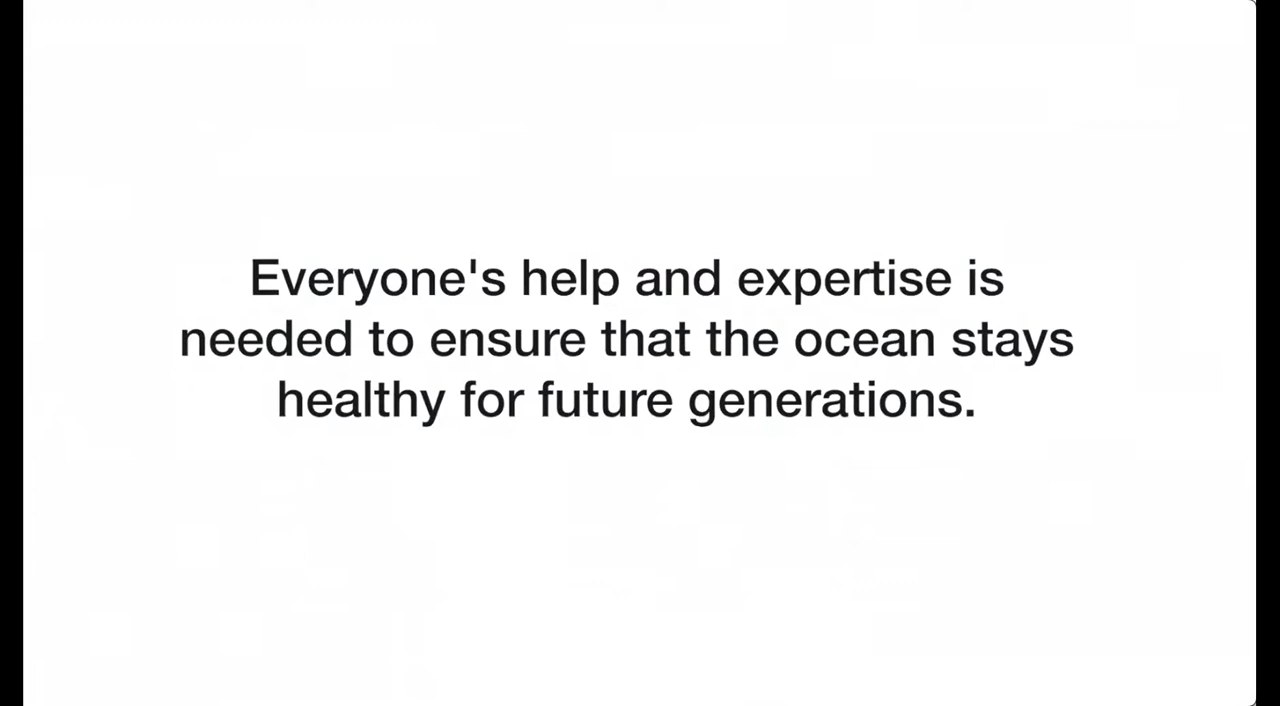 Everyone's help and expertise is
needed to ensure that the ocean stays
healthy for future generations.